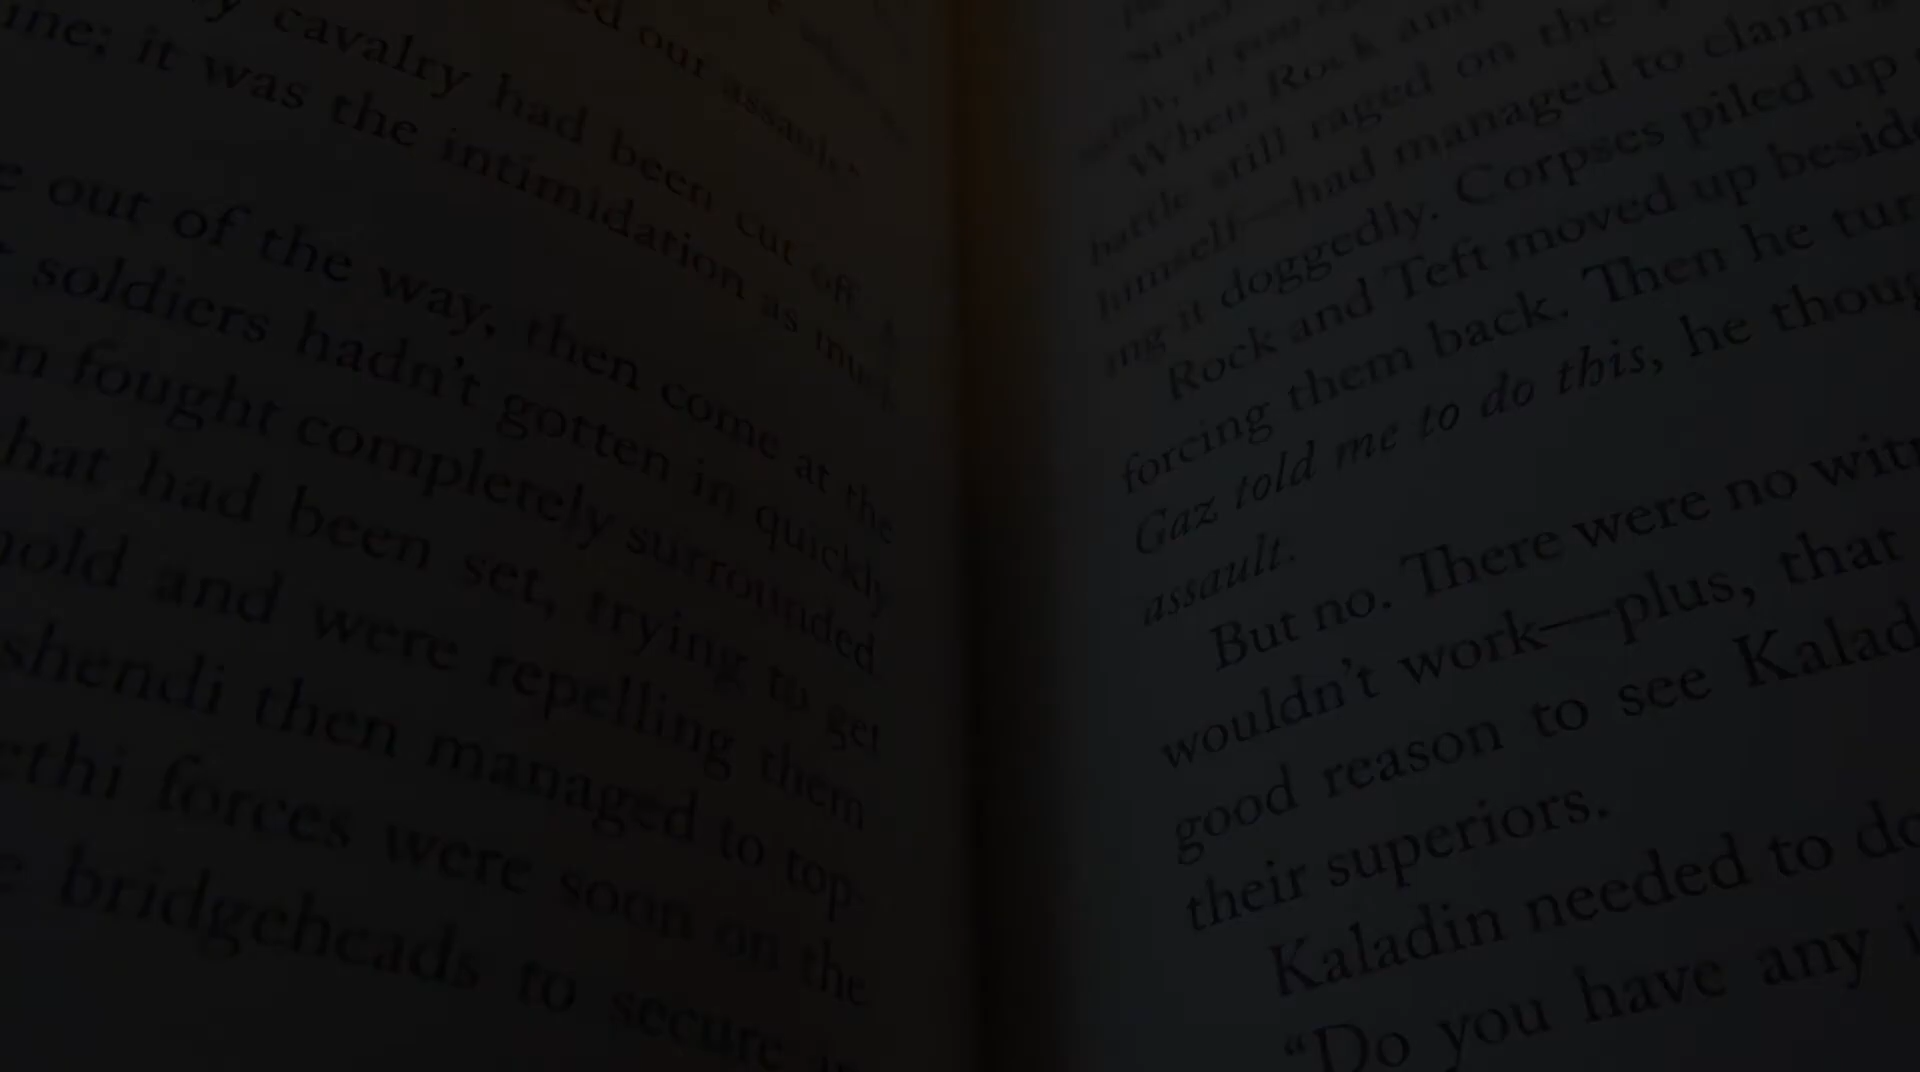 ed out assault
y cavalry had been cut off
ine; it was the intimidation as much
out of the way, then come at the
soldiers hadn't gotten in quickly
fought completely surrounded
hat had been set, trying to get
hold and were repelling them
shendi then managed to top
ethi forces were soon on the
bridgeheads to secure
When Rock and
battle still raged on the
himself—had managed to claim
ing it doggedly. Corpses piled up
Rock and Teft moved up beside
forcing them back. Then he tur
Gaz told me to do this, he thoug
assault.
But no. There were no witn
wouldn't work—plus, that
good reason to see Kalad
their superiors.
Kaladin needed to do
“Do you have any i